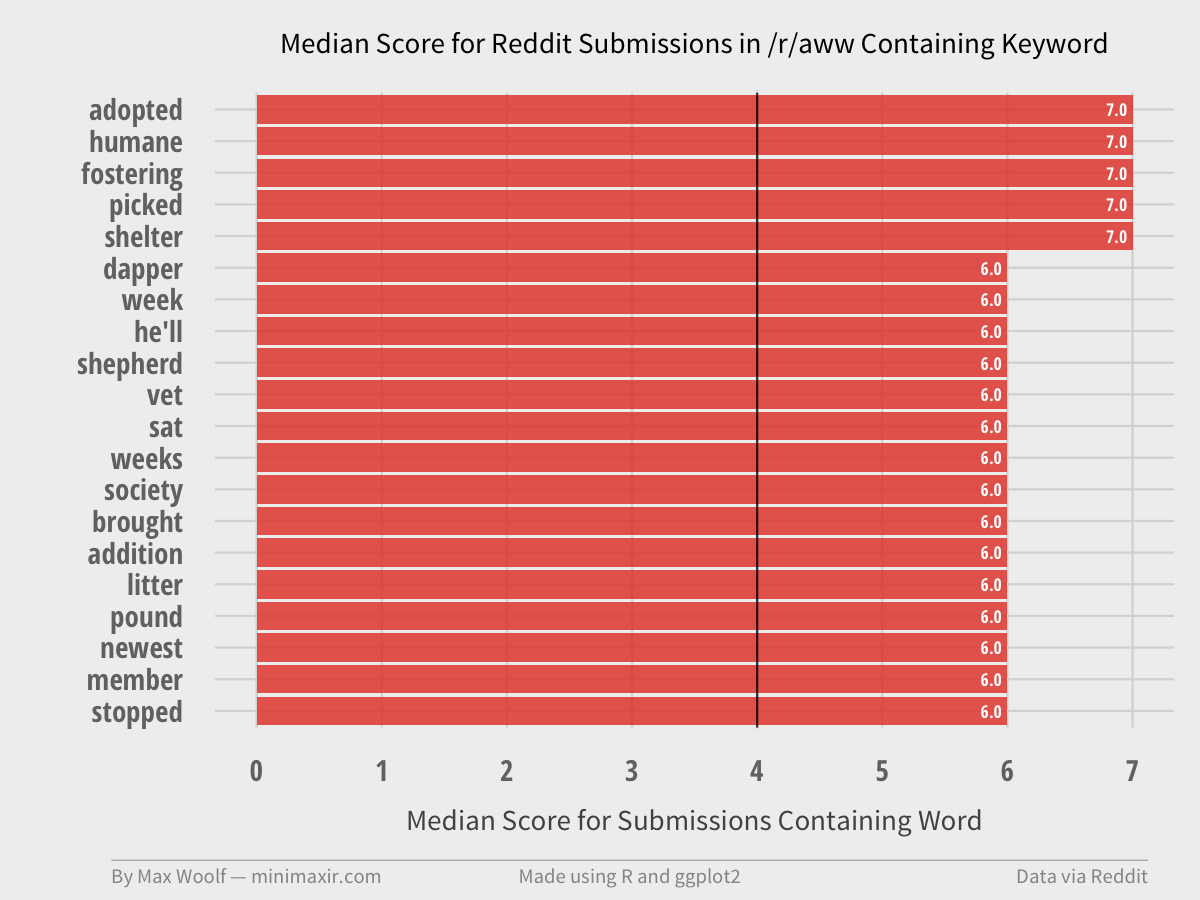 Median Score for Reddit Submissions in /r/aww Containing Keyword
adopted 7.0
humane 7.0
fostering 7.0
picked 7.0
shelter 7.0
dapper 6.0
week 6.0
he'll 6.0
shepherd 6.0
vet 6.0
sat 6.0
weeks 6.0
society 6.0
brought 6.0
addition 6.0
litter 6.0
pound 6.0
newest 6.0
member 6.0
stopped 6.0
0 1 2 3 4 5 6 7
Median Score for Submissions Containing Word
By Max Woolf — minimaxir.com Made using R and ggplot2 Data via Reddit